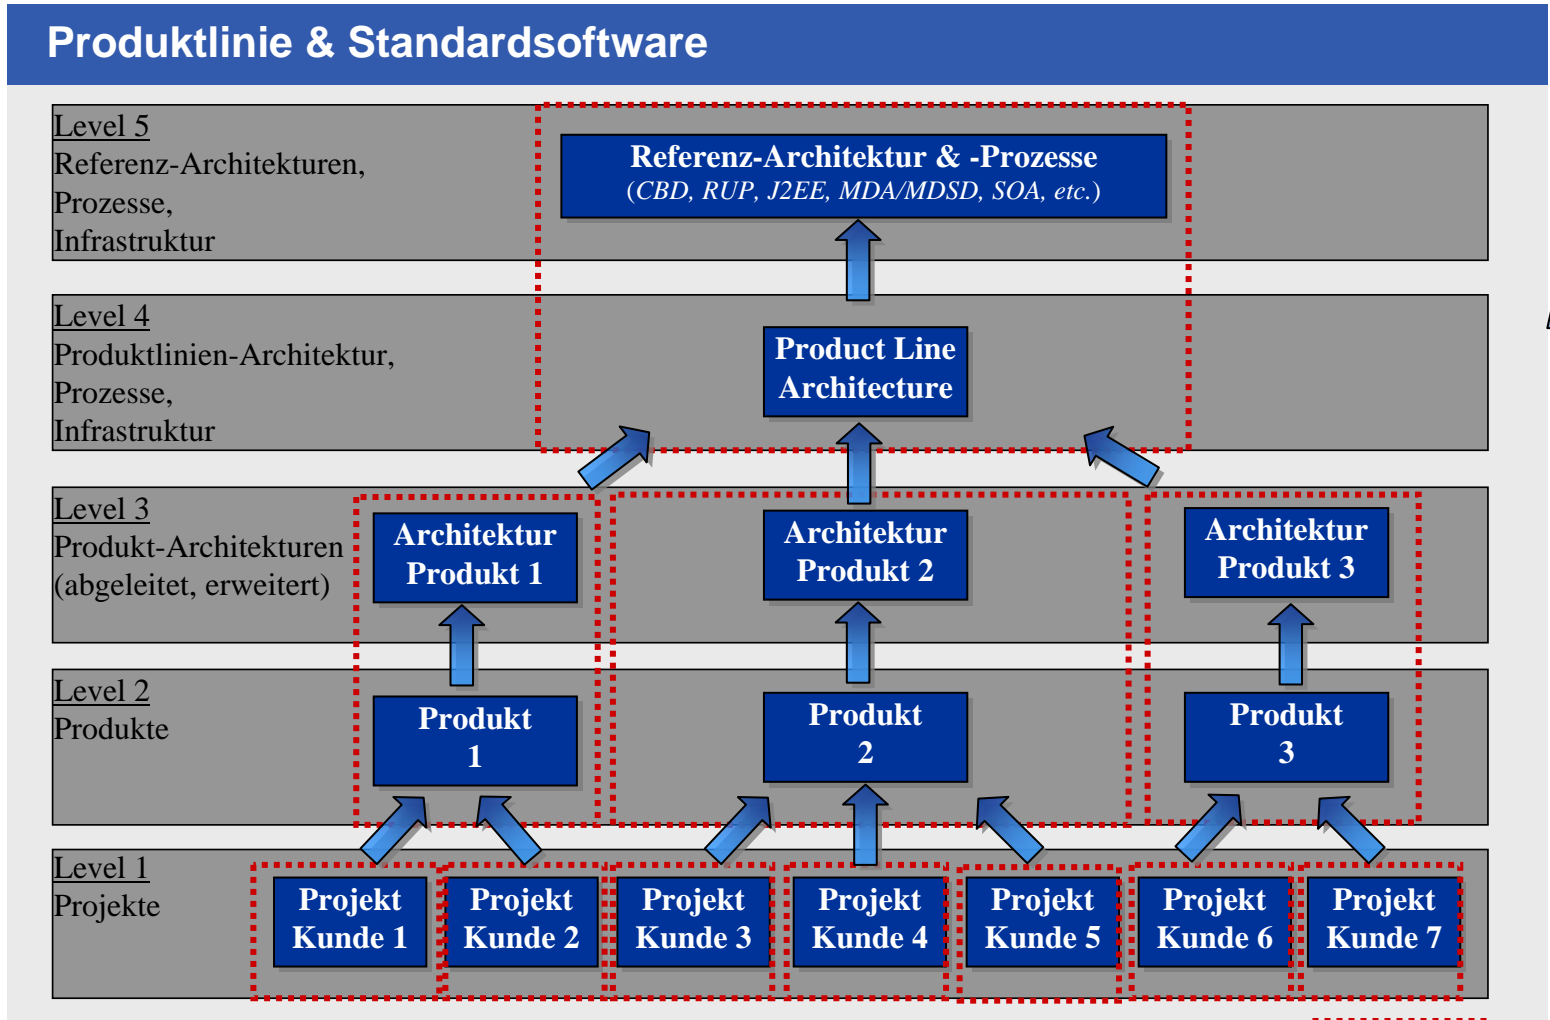 Produktlinie & Standardsoftware
Level 5
Referenz-Architekturen,
Prozesse,
Infrastruktur
Referenz-Architektur & -Prozesse
(CBD, RUP, J2EE, MDA/MDSD, SOA, etc.)
Level 4
Produktlinien-Architektur,
Prozesse,
Infrastruktur
Product Line
Architecture
Level 3
Produkt-Architekturen
(abgeleitet, erweitert)
Architektur
Produkt 1
Architektur
Produkt 2
Architektur
Produkt 3
Level 2
Produkte
Produkt
1
Produkt
2
Produkt
3
Level 1
Projekte
Projekt
Kunde 1
Projekt
Kunde 2
Projekt
Kunde 3
Projekt
Kunde 4
Projekt
Kunde 5
Projekt
Kunde 6
Projekt
Kunde 7